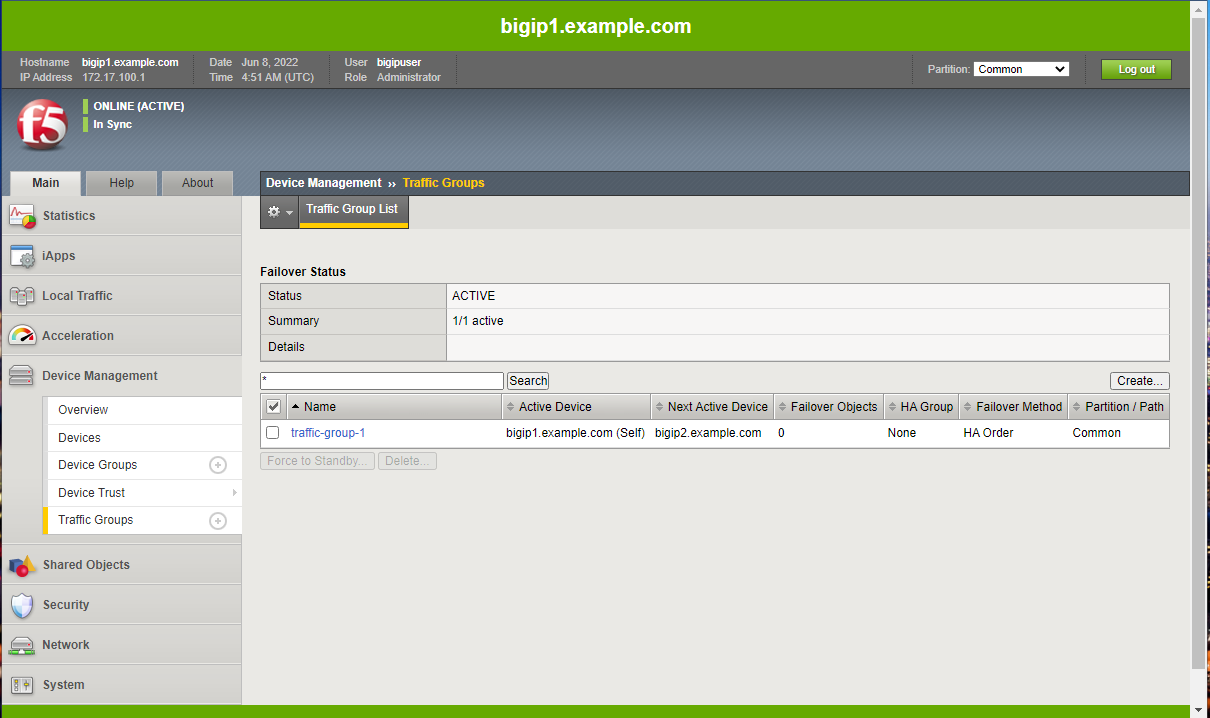 bigip1.example.com
Hostname bigip1.example.com Date Jun 8, 2022 User bigipuser
IP Address 172.17.100.1 Time 4:51 AM (UTC) Role Administrator
Partition: Common Log out
f5
ONLINE (ACTIVE)
In Sync
Main Help About
Device Management ›› Traffic Groups
Traffic Group List
Statistics
iApps
Local Traffic
Acceleration
Device Management
Overview
Devices
Device Groups
Device Trust
Traffic Groups
Shared Objects
Security
Network
System
Failover Status
Status ACTIVE
Summary 1/1 active
Details
* Search Create...
Name Active Device Next Active Device Failover Objects HA Group Failover Method Partition / Path
traffic-group-1 bigip1.example.com (Self) bigip2.example.com 0 None HA Order Common
Force to Standby... Delete...